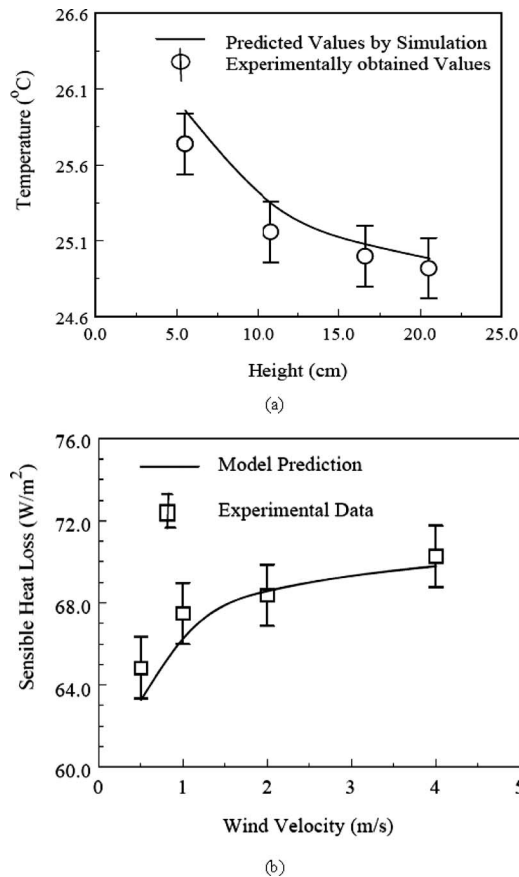 26.6
Predicted Values by Simulation
Experimentally obtained Values
26.1
25.6
25.1
24.6
Temperature (°C)
0.0 5.0 10.0 15.0 20.0 25.0
Height (cm)
(a)
76.0
Model Prediction
72.0
Experimental Data
68.0
64.0
60.0
Sensible Heat Loss (W/m²)
0 1 2 3 4 5
Wind Velocity (m/s)
(b)